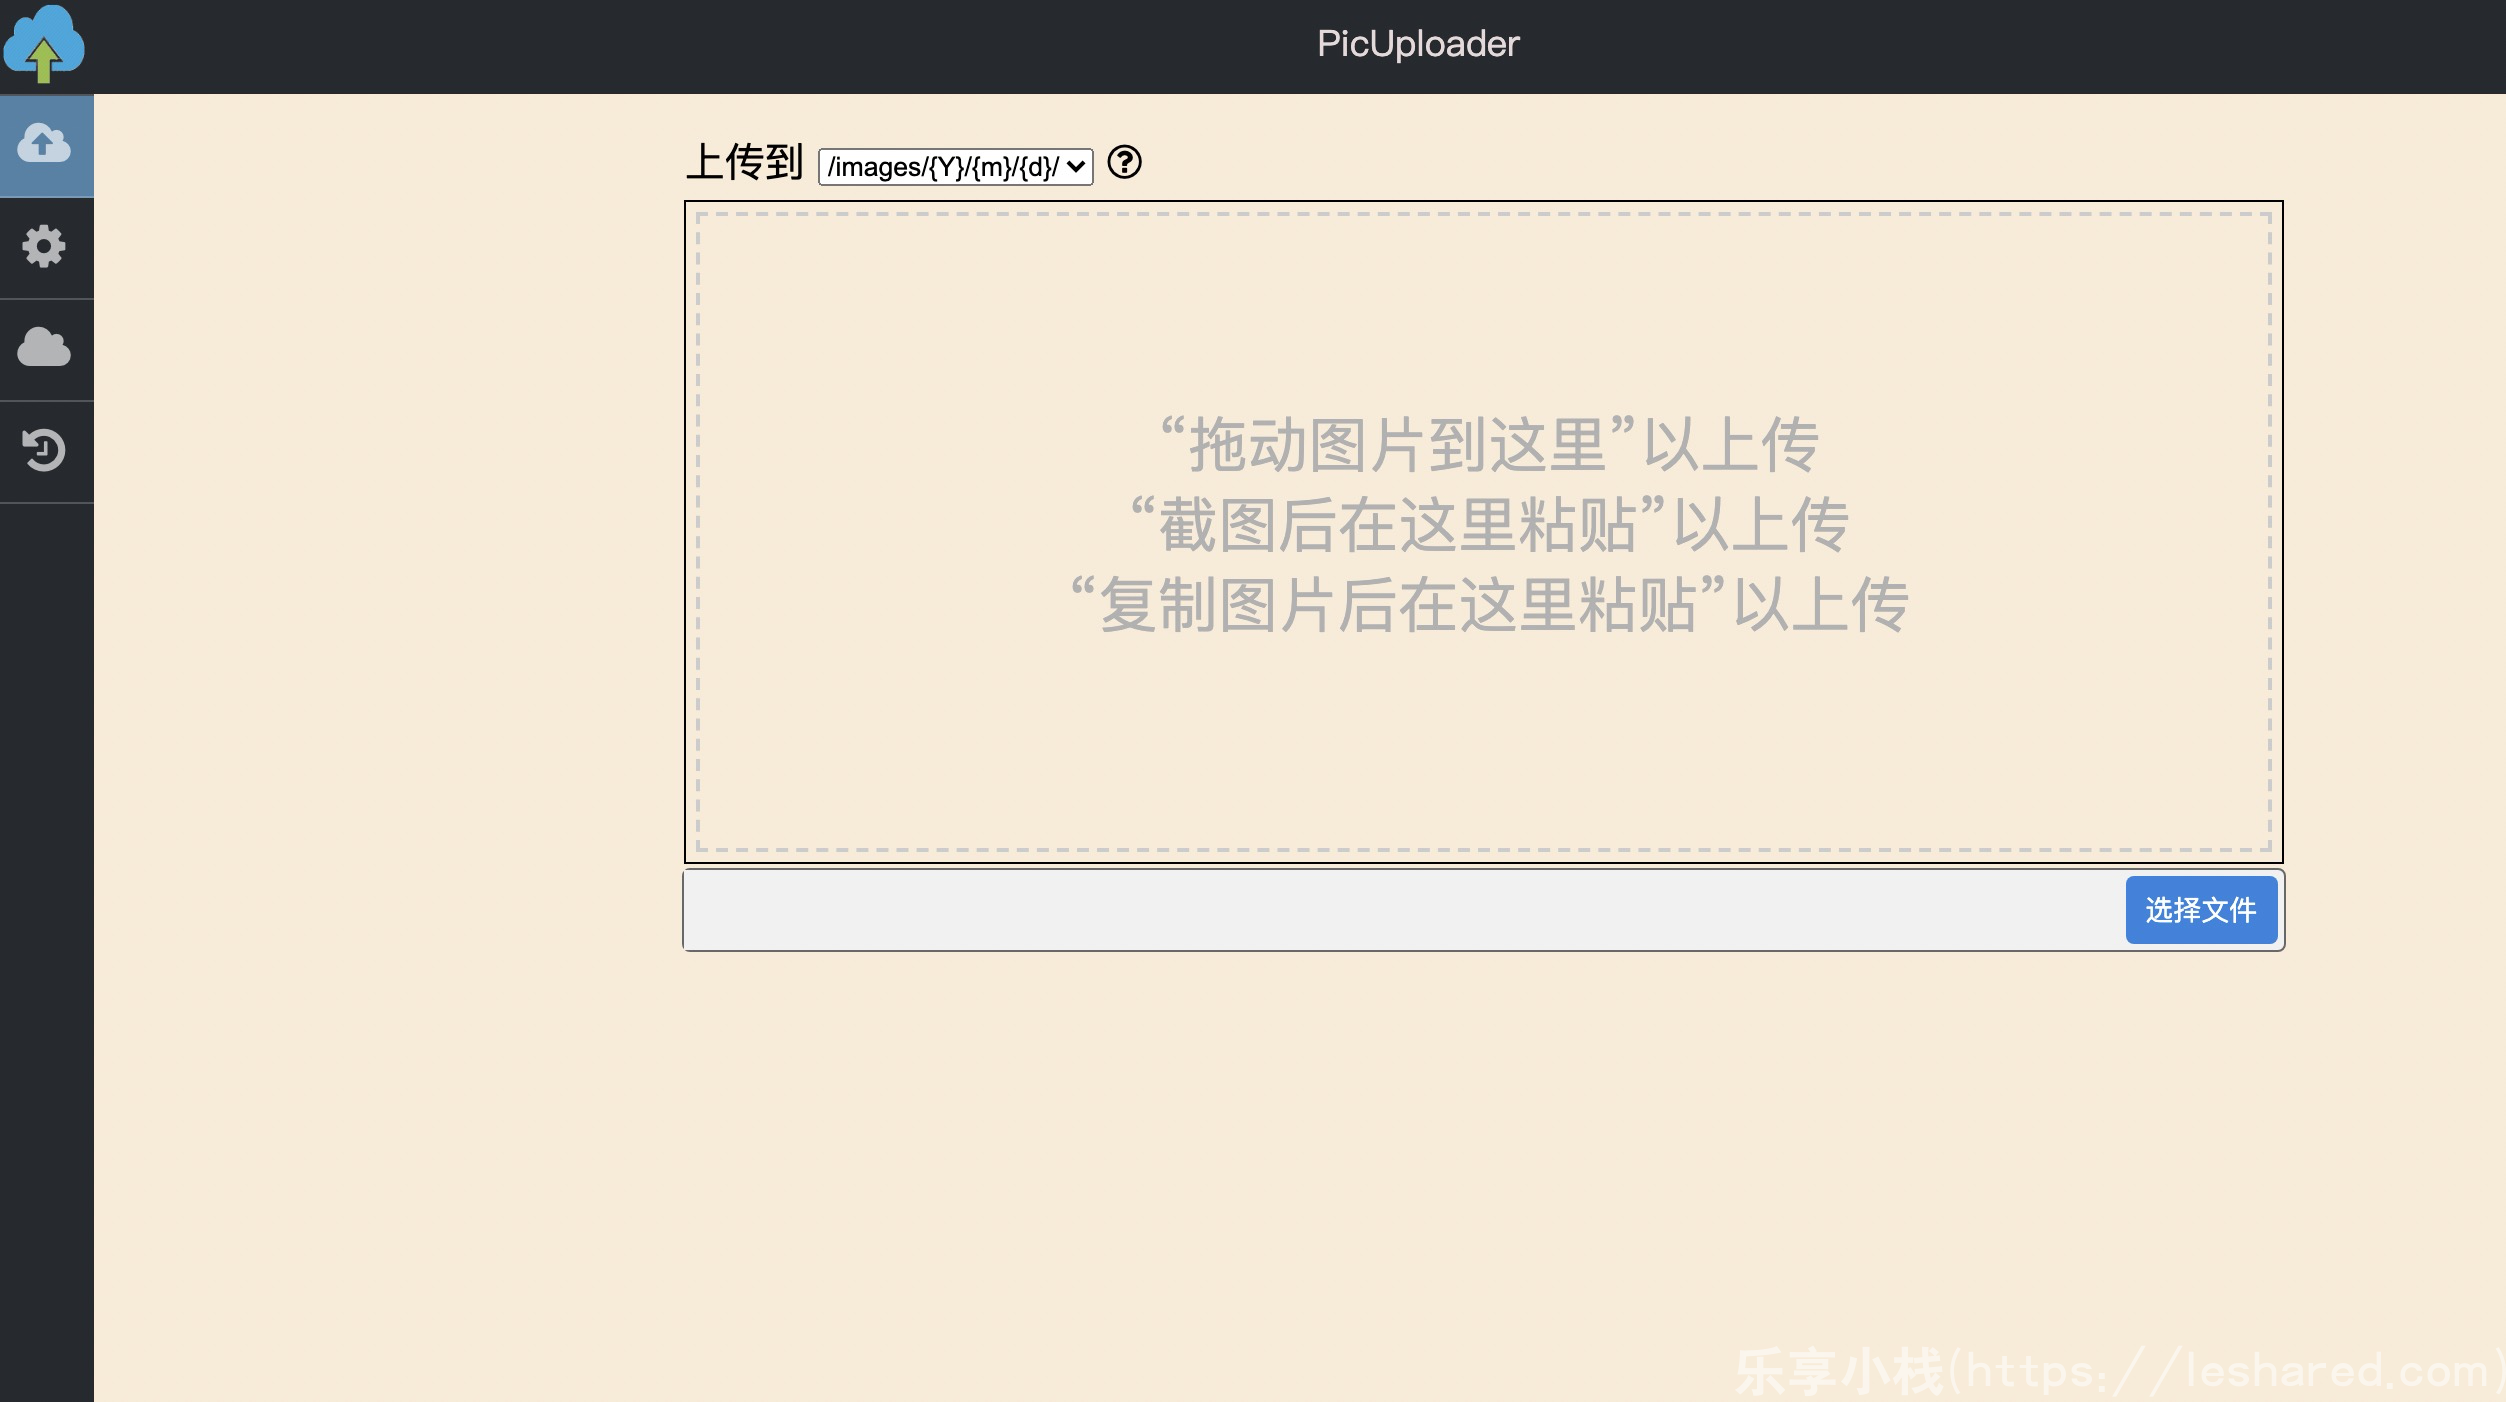 PicUploader
上传到 /images/{Y}/{m}/{d}/
“拖动图片到这里”以上传
“截图后在这里粘贴”以上传
“复制图片后在这里粘贴”以上传
选择文件
乐享小栈(https://leshared.com)